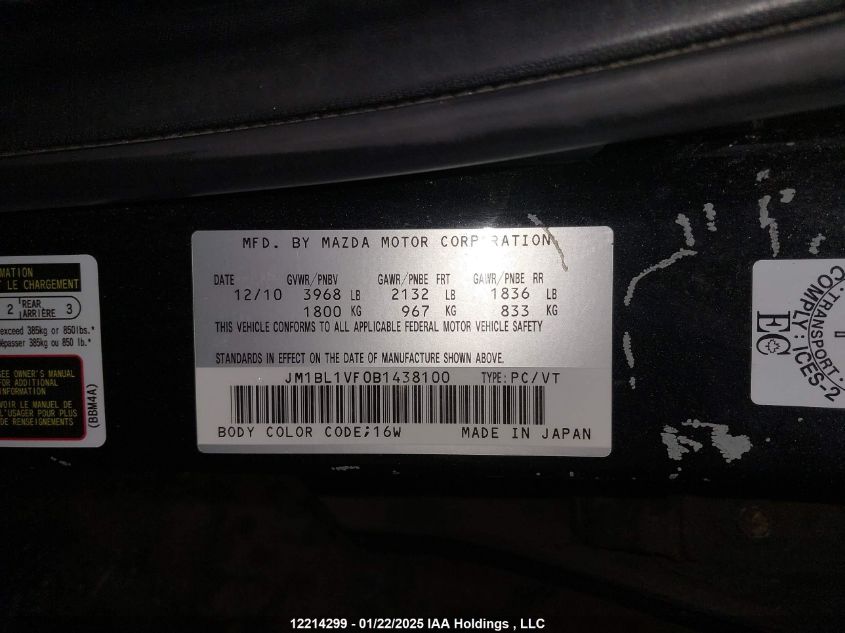 MFD. BY MAZDA MOTOR CORPORATION
DATE GVWR/PNBV GAWR/PNBE FRT GAWR/PNBE RR
12/10 3968 LB 2132 LB 1836 LB
1800 KG 967 KG 833 KG
THIS VEHICLE CONFORMS TO ALL APPLICABLE FEDERAL MOTOR VEHICLE SAFETY
STANDARDS IN EFFECT ON THE DATE OF MANUFACTURE SHOWN ABOVE.
JM1BL1VF0B1438100 TYPE:PC/VT
BODY COLOR CODE;16W MADE IN JAPAN
MATION
T LE CHARGEMENT
2 REAR ARRIÈRE 3
exceed 385kg or 850lbs."
dépasser 385kg ou 850 lb."
SEE OWNER'S MANUAL
FOR ADDITIONAL
INFORMATION
VOIR LE MANUEL DE
L'USAGER POUR PLUS
DE RENSEIGNEMENTS
(BBM4A)
TRANSPORT
COMPLY : ICES-2
EC
12214299 - 01/22/2025 IAA Holdings , LLC